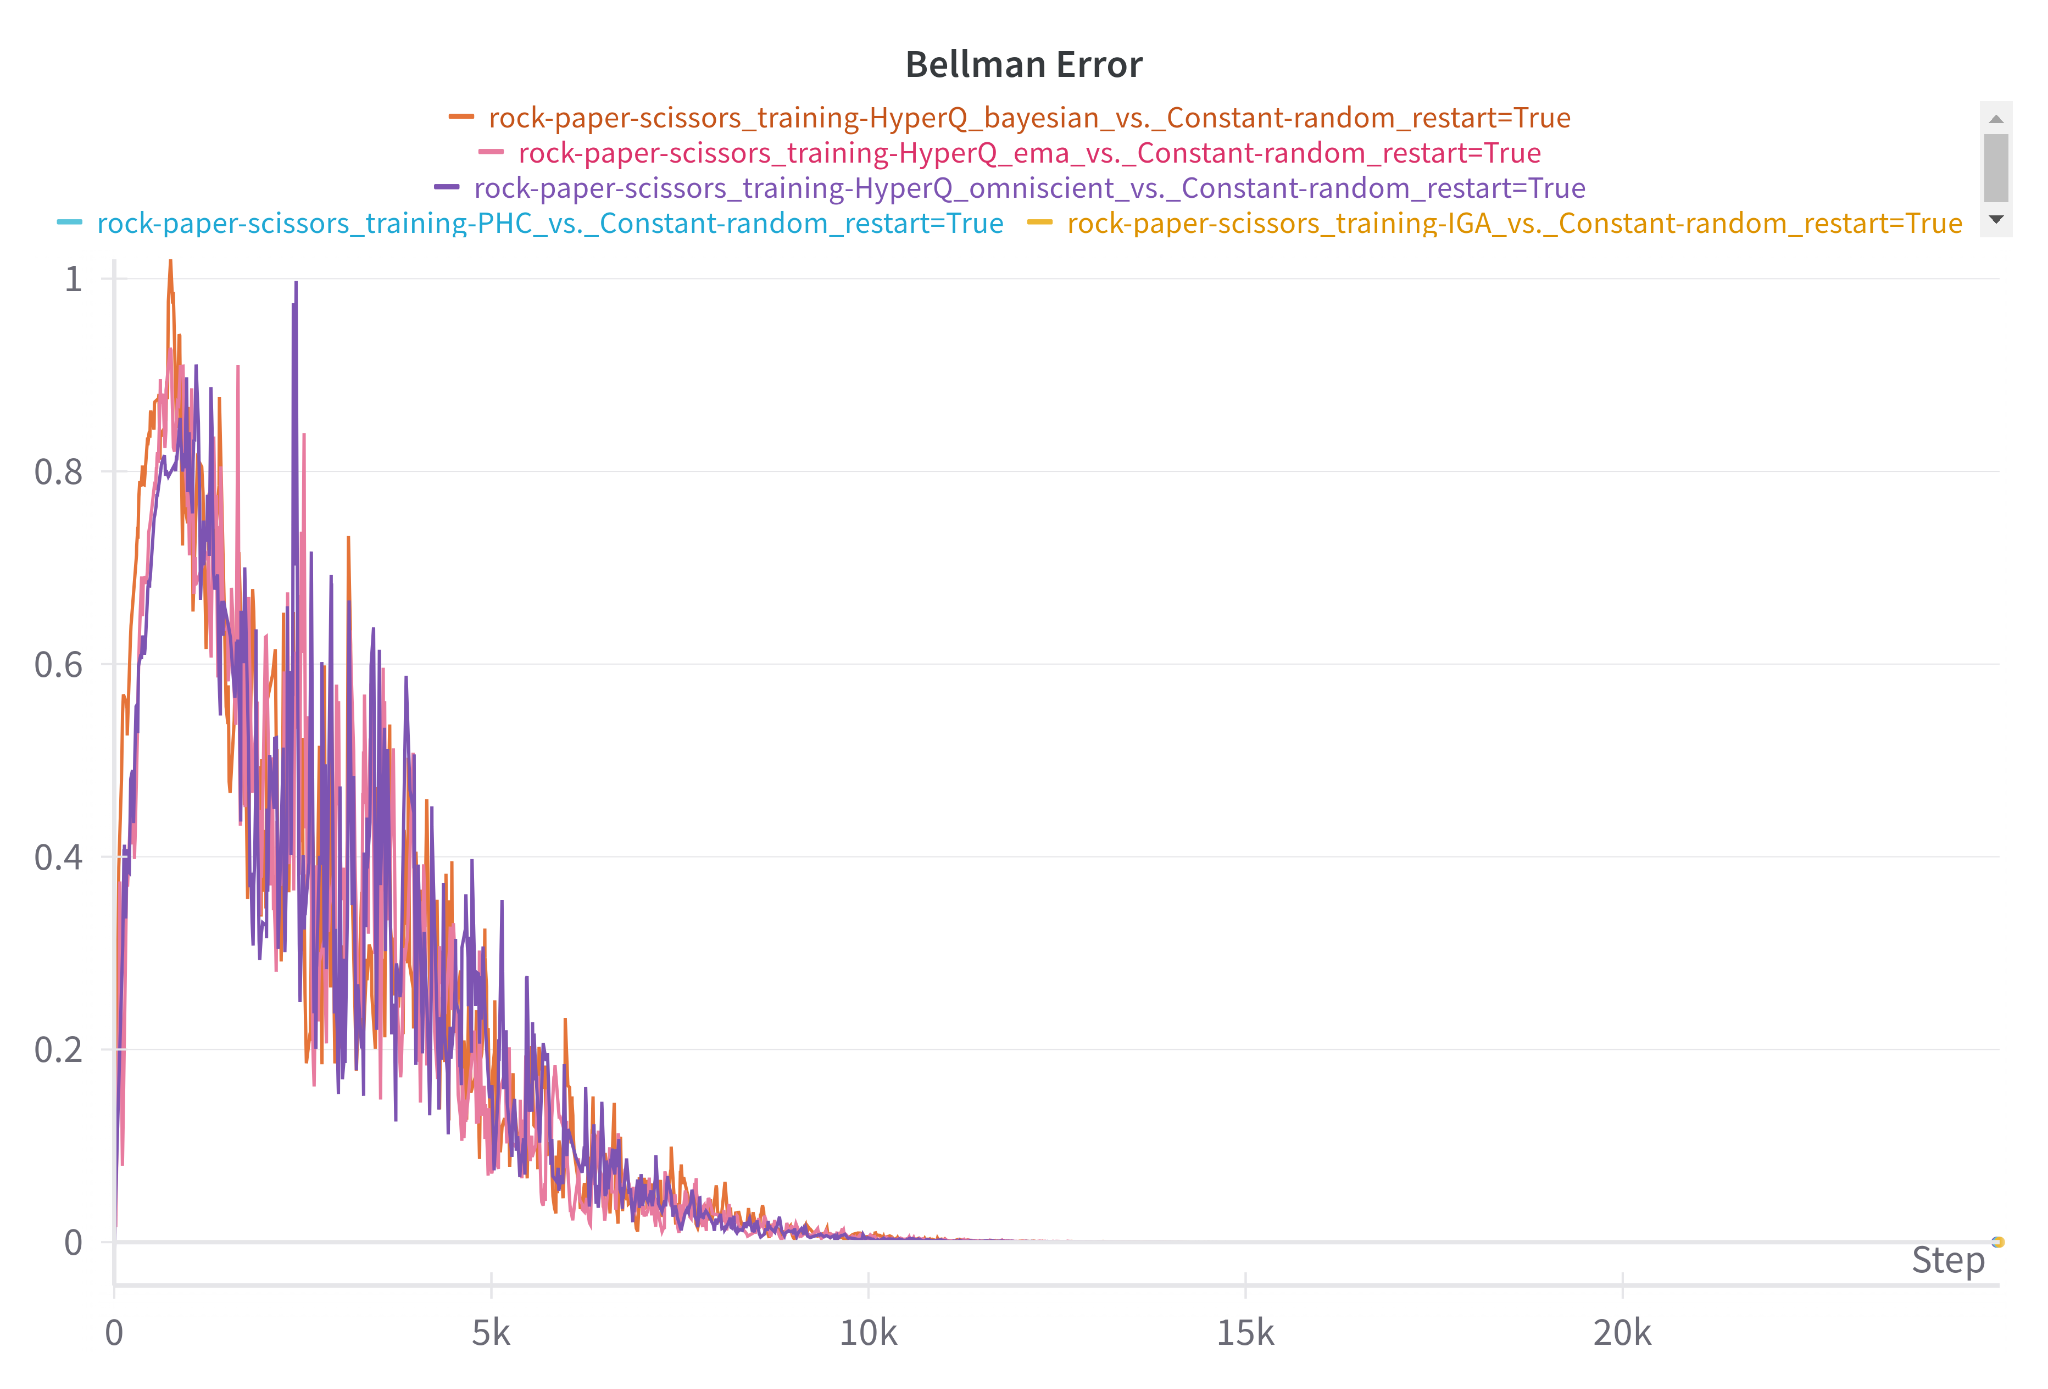 Bellman Error
rock-paper-scissors_training-HyperQ_bayesian_vs._Constant-random_restart=True
rock-paper-scissors_training-HyperQ_ema_vs._Constant-random_restart=True
rock-paper-scissors_training-HyperQ_omniscient_vs._Constant-random_restart=True
rock-paper-scissors_training-PHC_vs._Constant-random_restart=True rock-paper-scissors_training-IGA_vs._Constant-random_restart=True
1
0.8
0.6
0.4
0.2
0
Step
0 5k 10k 15k 20k